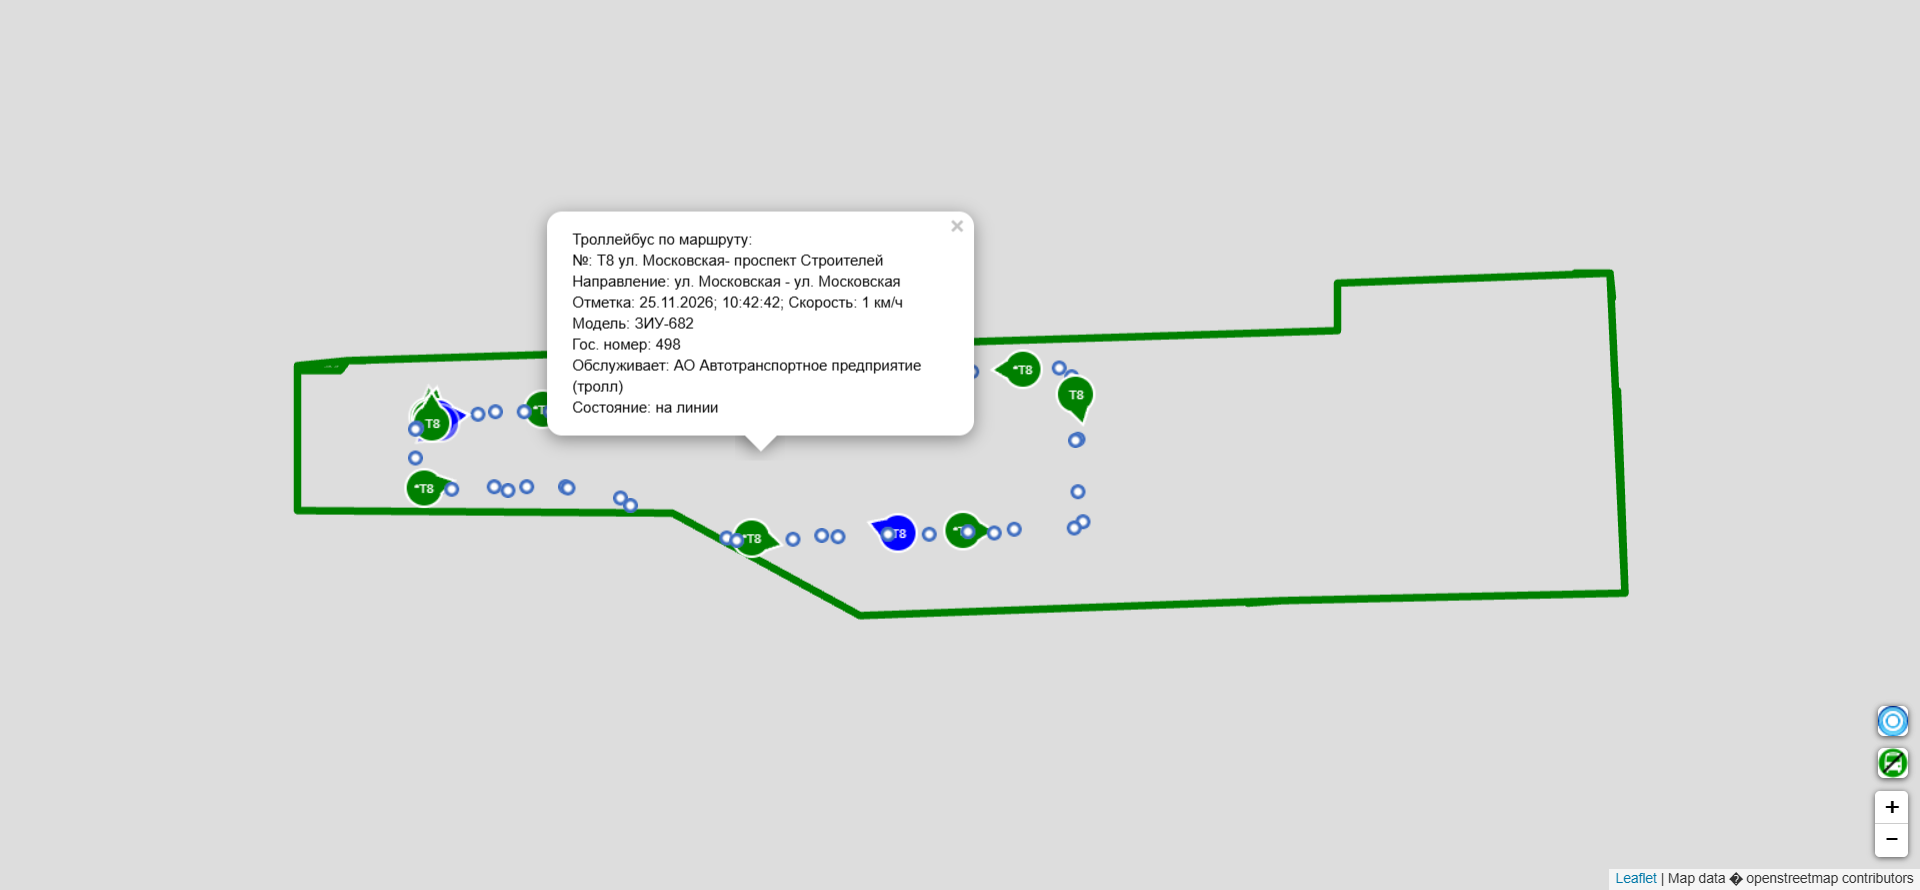 Троллейбус по маршруту:
№: Т8 ул. Московская- проспект Строителей
Направление: ул. Московская - ул. Московская
Отметка: 25.11.2026; 10:42:42; Скорость: 1 км/ч
Модель: ЗИУ-682
Гос. номер: 498
Обслуживает: АО Автотранспортное предприятие
(тролл)
Состояние: на линии
×
Т8
Т8
Т8
Т8
Т8
Т8
+
−
Leaflet | Map data � openstreetmap contributors